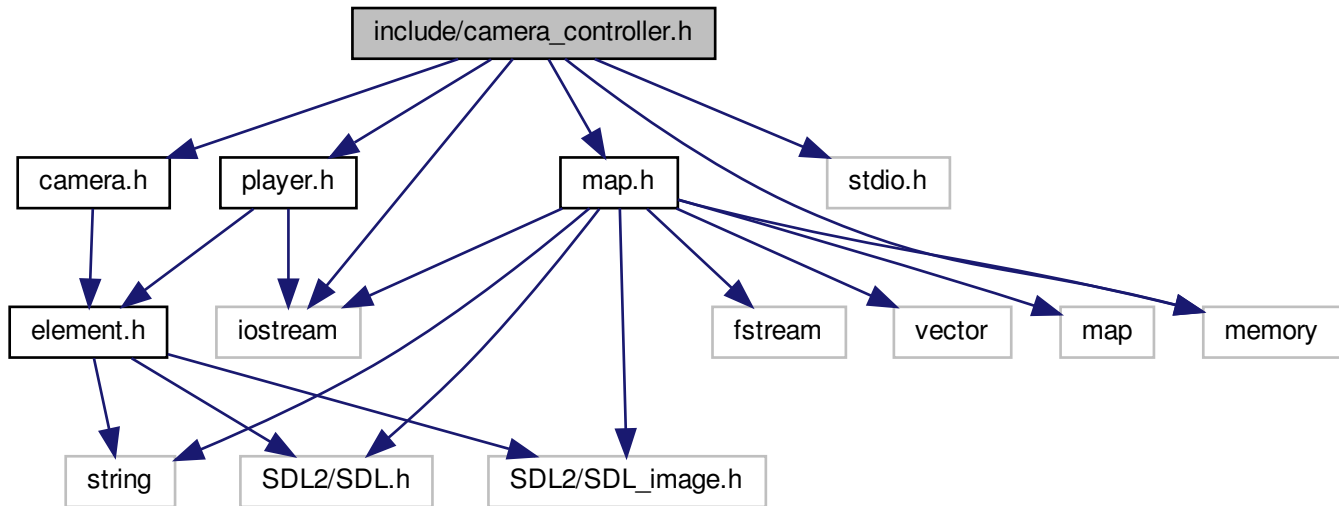 include/camera_controller.h
camera.h
player.h
map.h
stdio.h
element.h
iostream
fstream
vector
map
memory
string
SDL2/SDL.h
SDL2/SDL_image.h